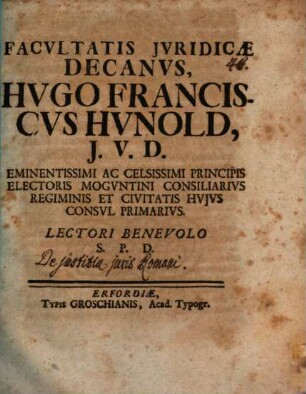 FACVLTATIS JVRIDICÆ
48.
DECANVS,
HVGO FRANCIS-
CVS HVNOLD,
J. V. D.
EMINENTISSIMI AC CELSISSIMI PRINCIPIS
ELECTORIS MOGVNTINI CONSILIARIVS
REGIMINIS ET CIVITATIS HVJVS
CONSVL PRIMARIVS.
LECTORI BENEVOLO
S. P. D.
De justitia juris Romani.
ERFORDIÆ,
TYPIS GROSCHIANIS, Acad. Typogr.